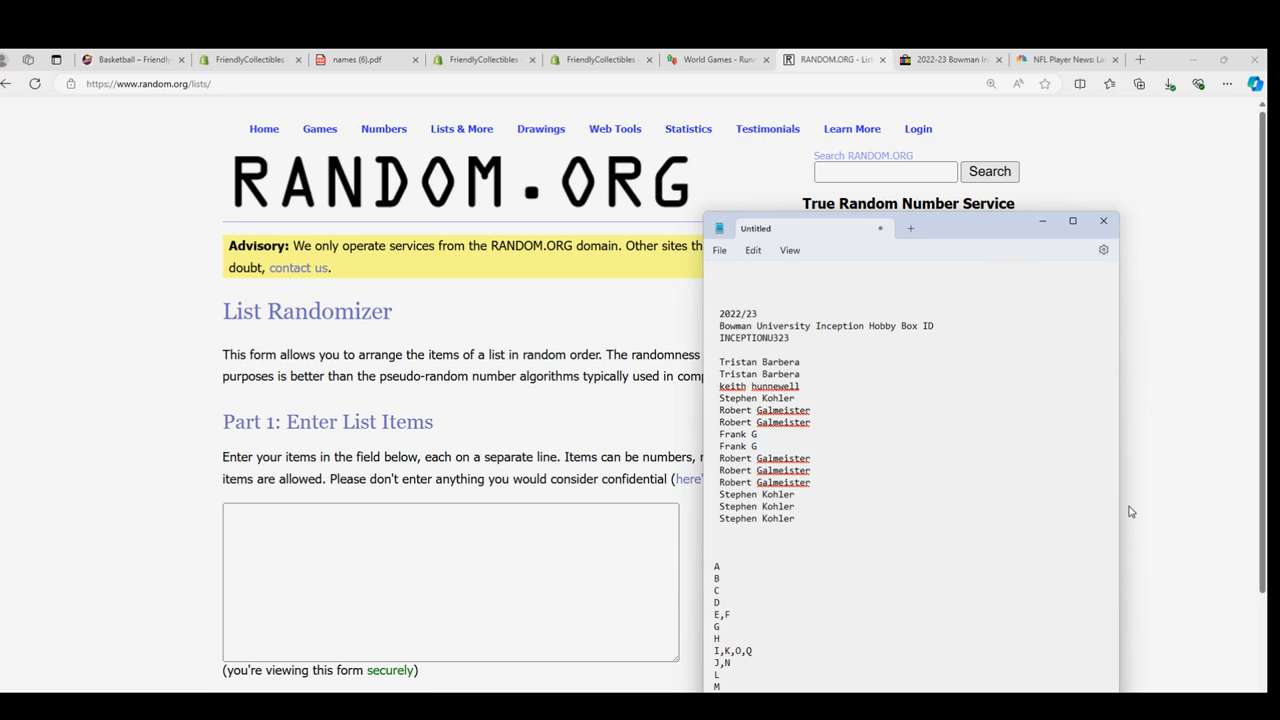 Basketball – Friendly
FriendlyCollectibles
names (6).pdf
FriendlyCollectibles
FriendlyCollectibles
World Games - Runn
RANDOM.ORG - List
2022-23 Bowman In
NFL Player News: La
https://www.random.org/lists/
Home Games Numbers Lists & More Drawings Web Tools Statistics Testimonials Learn More Login
RANDOM.ORG
Search RANDOM.ORG
Search
True Random Number Service
Advisory: We only operate services from the RANDOM.ORG domain. Other sites th
doubt, contact us.
List Randomizer
This form allows you to arrange the items of a list in random order. The randomness
purposes is better than the pseudo-random number algorithms typically used in comp
Part 1: Enter List Items
Enter your items in the field below, each on a separate line. Items can be numbers, n
items are allowed. Please don't enter anything you would consider confidential (here'
(you're viewing this form securely)
Untitled
File Edit View
2022/23
Bowman University Inception Hobby Box ID
INCEPTIONU323
Tristan Barbera
Tristan Barbera
keith hunnewell
Stephen Kohler
Robert Galmeister
Robert Galmeister
Frank G
Frank G
Robert Galmeister
Robert Galmeister
Robert Galmeister
Stephen Kohler
Stephen Kohler
Stephen Kohler
A
B
C
D
E,F
G
H
I,K,O,Q
J,N
L
M